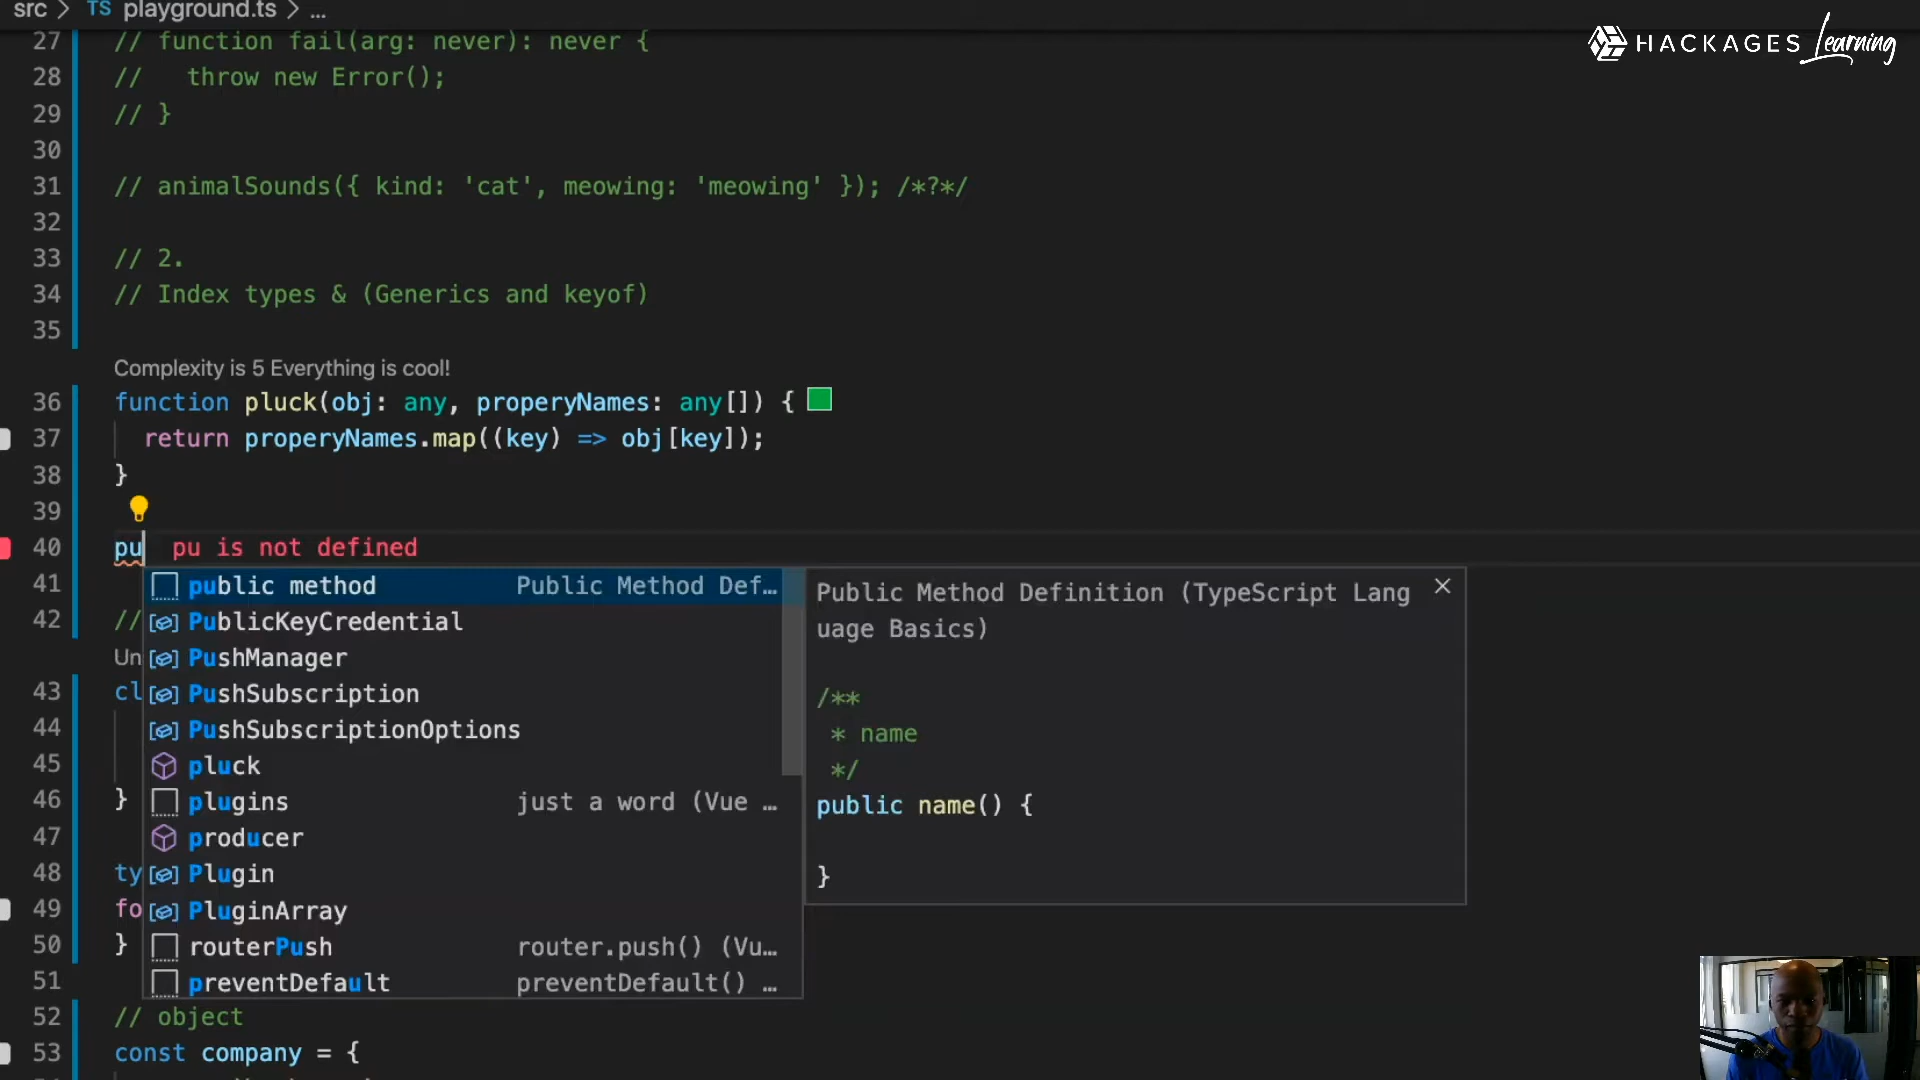 src > TS playground.ts > ...
HACKAGES Learning
27 // function fail(arg: never): never {
28 //   throw new Error();
29 // }
30
31 // animalSounds({ kind: 'cat', meowing: 'meowing' }); /*?*/
32
33 // 2.
34 // Index types & (Generics and keyof)
35
Complexity is 5 Everything is cool!
36 function pluck(obj: any, properyNames: any[]) {
37   return properyNames.map((key) => obj[key]);
38 }
39
40 pu pu is not defined
41 public method Public Method Def…
42 // PublicKeyCredential
Un PushManager
43 cl PushSubscription
44 PushSubscriptionOptions
45 pluck
46 } plugins just a word (Vue …
47 producer
48 ty Plugin
49 fo PluginArray
50 } routerPush router.push() (Vu…
51 preventDefault preventDefault() …
52 // object
53 const company = {
Public Method Definition (TypeScript Lang
uage Basics)
/**
 * name
 */
public name() {
}